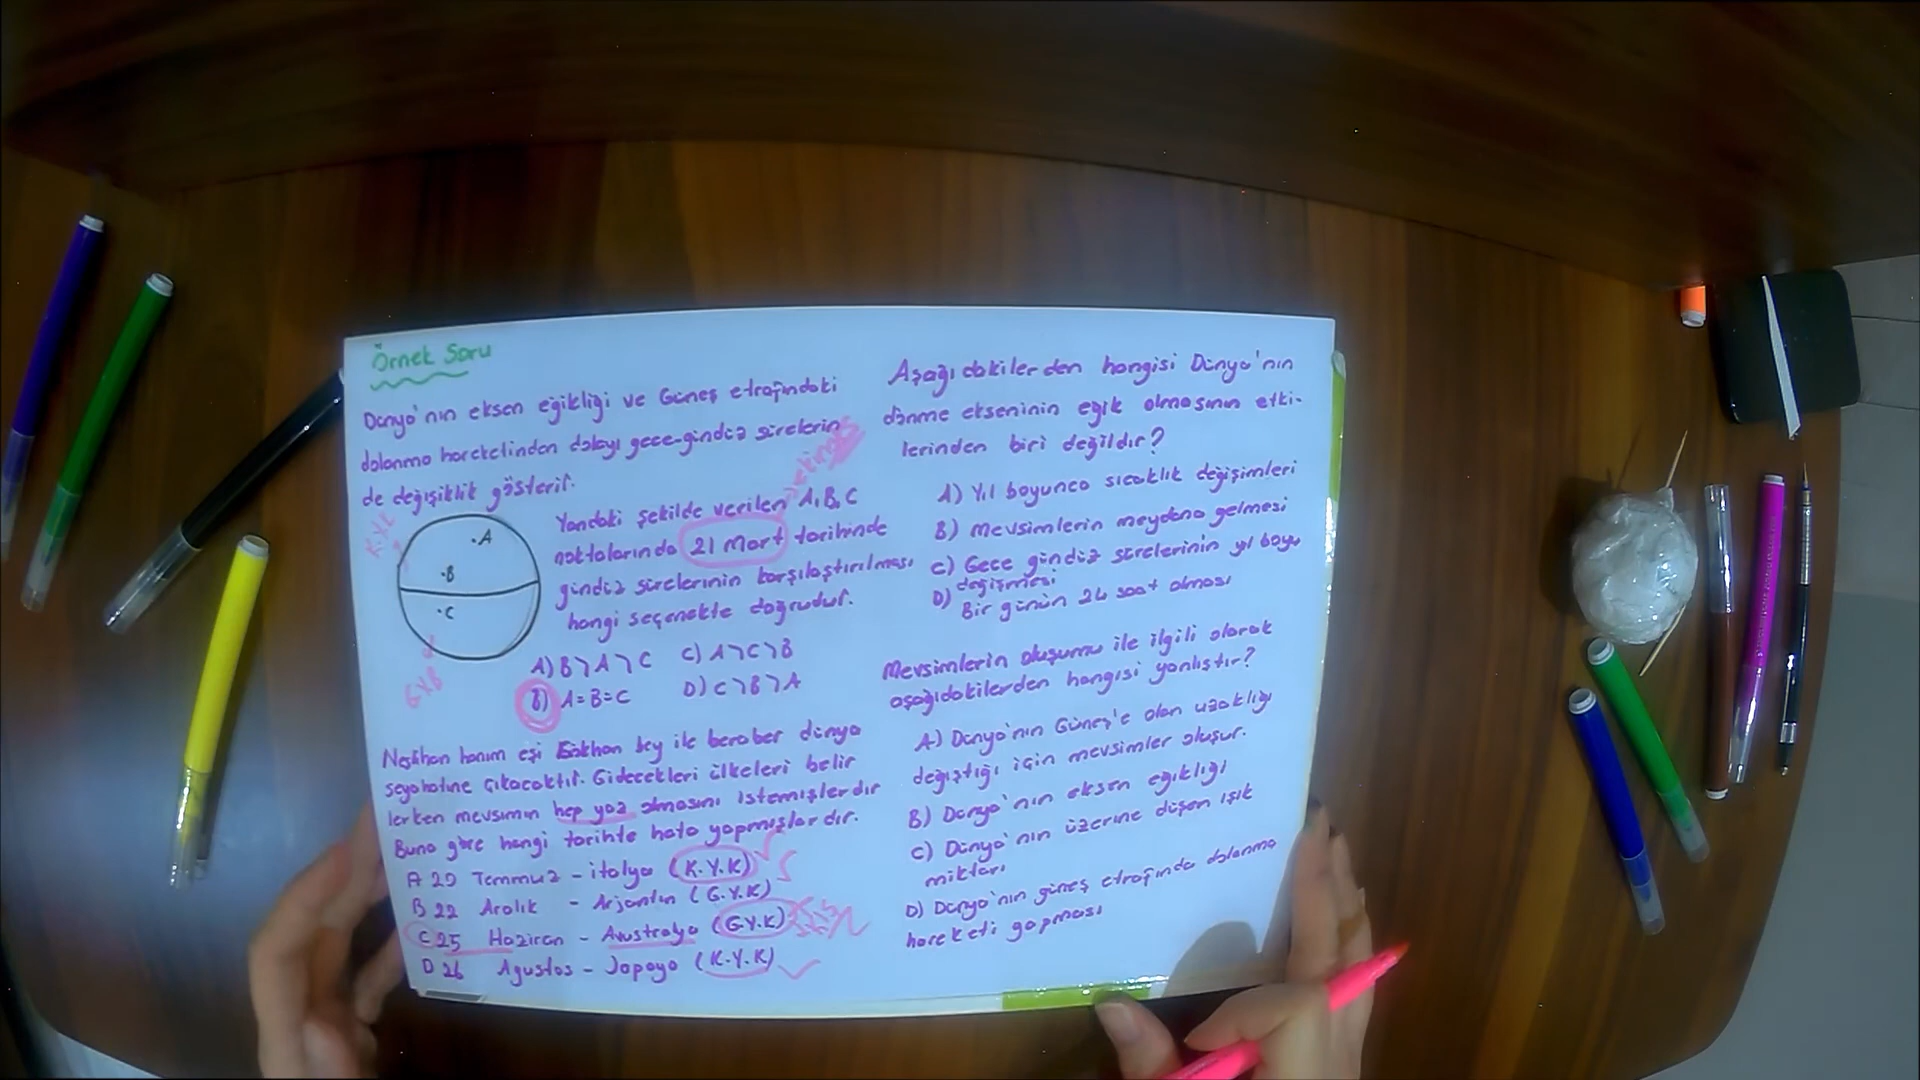 Örnek Soru
Dünya'nın eksen eğikliği ve Güneş etrafındaki
dolanma hareketinden dolayı gece-gündüz sürelerin
de değişiklik gösterir.
K.Y.K
A
B
C
G.Y.K
Yandaki şekilde verilen A, B, C
noktalarında 21 Mart tarihinde
gündüz sürelerinin karşılaştırılması
hangi seçenekte doğrudur.
A) B > A > C C) A > C > B
B) A = B = C D) C > B > A
Neslihan hanım eşi Gökhan bey ile beraber dünya
seyahatine çıkacaktır. Gidecekleri ülkeleri belir
lerken mevsimin hep yaz olmasını istemişlerdir
Buna göre hangi tarihte hata yapmışlardır.
A 20 Temmuz - italya (K.Y.K)
B 22 Aralık - Arjantin (G.Y.K)
C 25 Haziran - Avustralya (G.Y.K)
D 26 Agustos - Japoya (K.Y.K)
Aşağıdakilerden hangisi Dünya'nın
dönme ekseninin eğik olmasının etki-
lerinden biri değildir?
A) Yıl boyunca sıcaklık değişimleri
B) Mevsimlerin meydana gelmesi
C) Gece gündüz sürelerinin yıl boyu
değişmesi
D) Bir günün 24 saat olması
Mevsimlerin oluşumu ile ilgili olarak
aşağıdakilerden hangisi yanlıştır?
A) Dünya'nın Güneş'e olan uzaklığı
değiştiği için mevsimler oluşur.
B) Dünya'nın eksen eğikliği
C) Dünya'nın üzerine düşen ışık
miktarı
D) Dünya'nın güneş etrafında dolanma
hareketi yapması